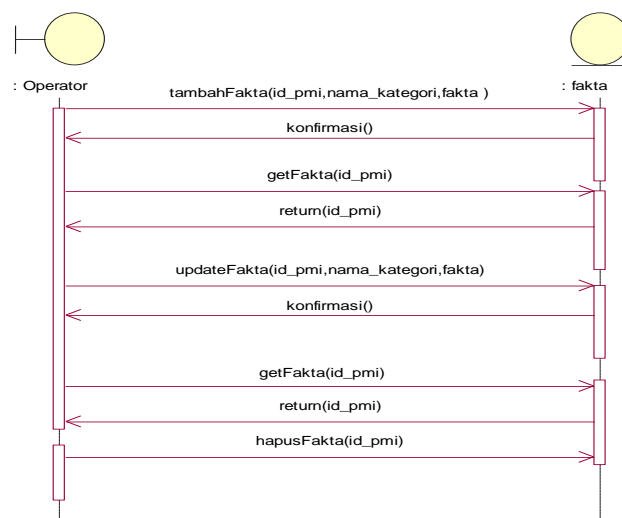 : Operator
: fakta
tambahFakta(id_pmi,nama_kategori,fakta )
konfirmasi()
getFakta(id_pmi)
return(id_pmi)
updateFakta(id_pmi,nama_kategori,fakta)
konfirmasi()
getFakta(id_pmi)
return(id_pmi)
hapusFakta(id_pmi)